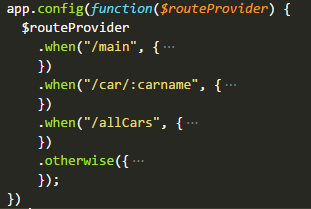 app.config(function($routeProvider) {
$routeProvider
.when("/main", {···
})
.when("/car/:carname", {···
})
.when("/allCars", {···
})
.otherwise({···
});
})